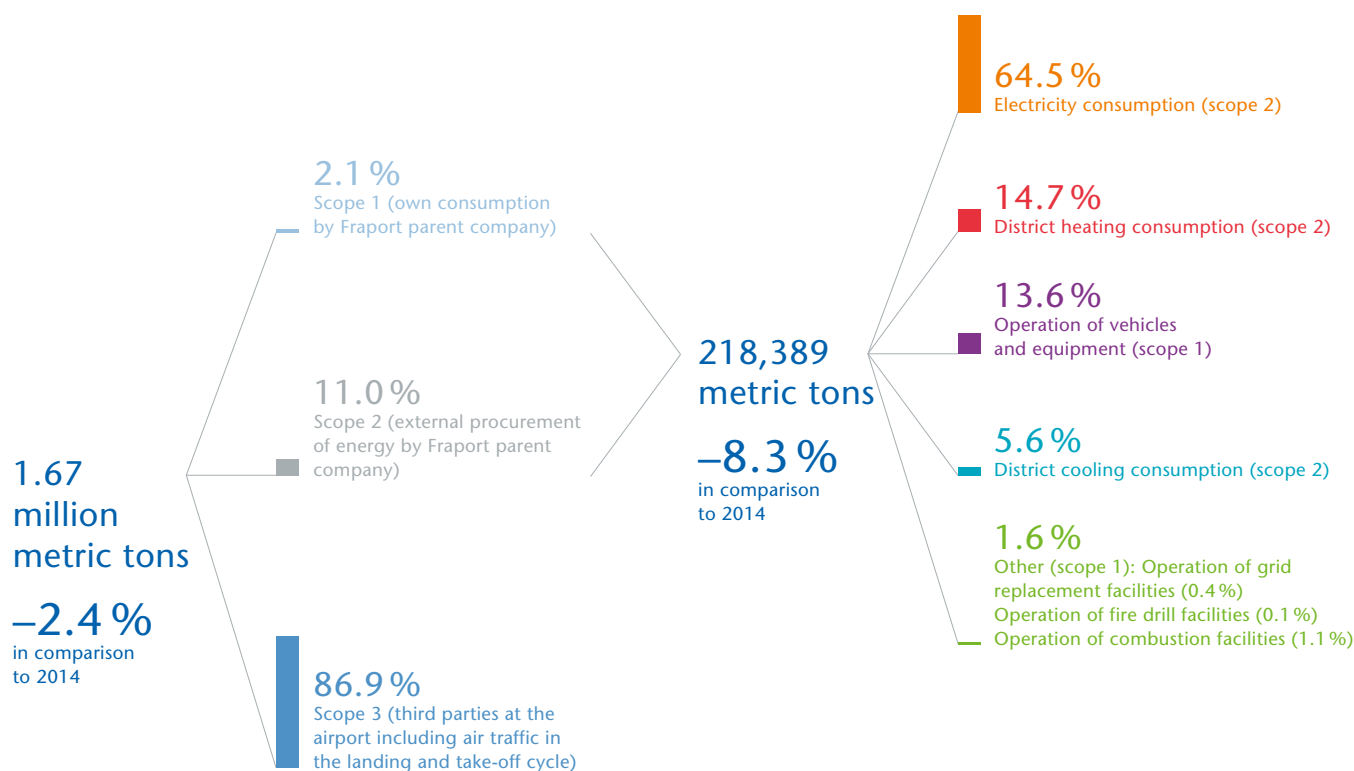 1.67
million
metric tons
–2.4 %
in comparison
to 2014
2.1 %
Scope 1 (own consumption
by Fraport parent company)
11.0 %
Scope 2 (external procurement
of energy by Fraport parent
company)
86.9 %
Scope 3 (third parties at the
airport including air traffic in
the landing and take-off cycle)
218,389
metric tons
–8.3 %
in comparison
to 2014
64.5 %
Electricity consumption (scope 2)
14.7 %
District heating consumption (scope 2)
13.6 %
Operation of vehicles
and equipment (scope 1)
5.6 %
District cooling consumption (scope 2)
1.6 %
Other (scope 1): Operation of grid
replacement facilities (0.4 %)
Operation of fire drill facilities (0.1 %)
Operation of combustion facilities (1.1 %)